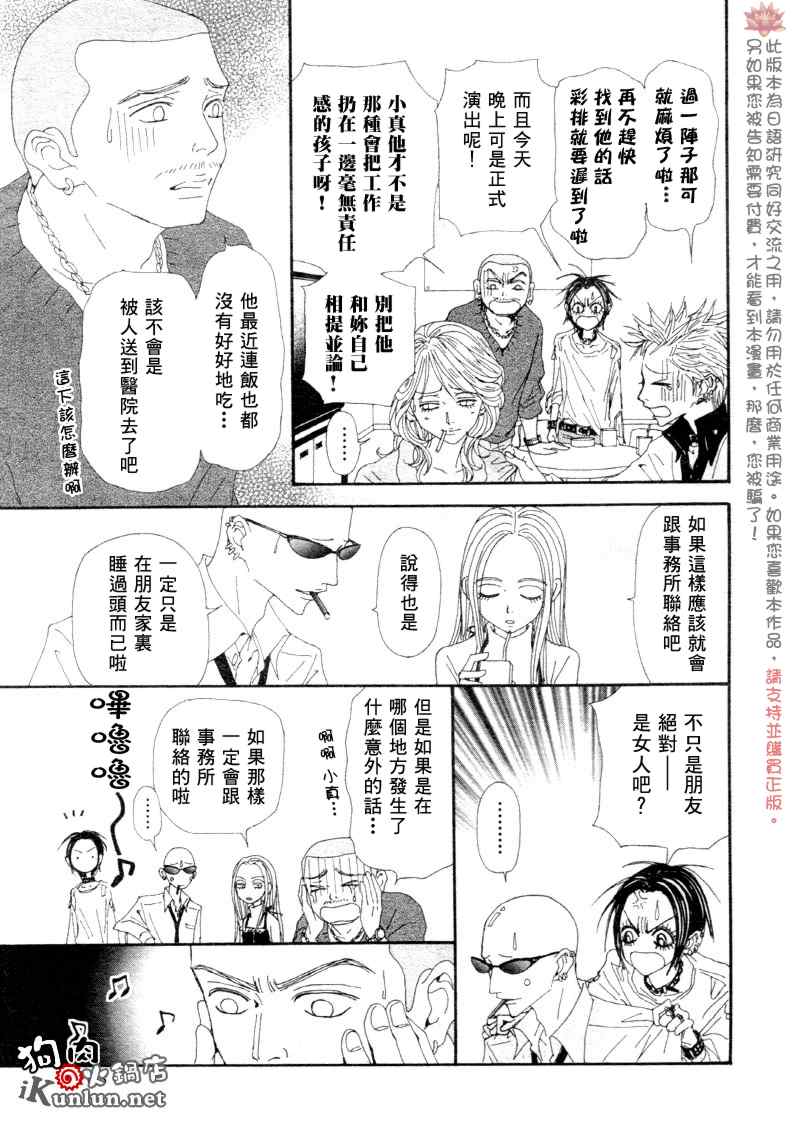 過一陣子那可
就麻煩了啦…
再不趕快
找到他的話
彩排就要遲到了啦
而且今天
晚上可是正式
演出呢！
小真他才不是
那種會把工作
扔在一邊毫無責任
感的孩子呀！
別把他
和妳自己
相提並論！
……
他最近連飯也都
沒有好好地吃…
該不會是
被人送到醫院去了吧
這下該怎麼辦啊
如果這樣應該就會
跟事務所聯絡吧
說得也是
一定只是
在朋友家裏
睡過頭而已啦
不只是朋友
絕對——
是女人吧？
……
但是如果是在
哪個地方發生了
什麼意外的話…
啊啊
小真…
如果那樣
一定會跟
事務所
聯絡的啦
……
嗶嚕嚕～♪
此版本為日語研究同好交流之用，請勿用於任何商業用途。如果您喜歡本作品，請支持並購買正版。
另如果您被告知需要付費，才能看到本漫畫，那麼，您被騙了！
狗肉
火鍋店
iKunlun.net